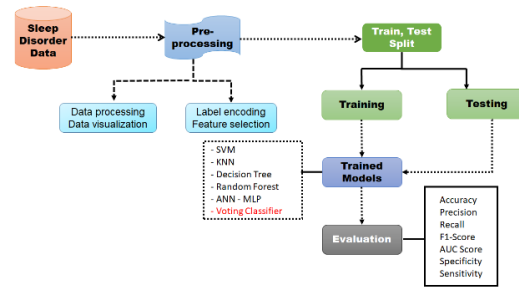 Sleep
Disorder
Data
Pre-
processing
Train, Test
Split
Data processing
Data visualization
Label encoding
Feature selection
Training
Testing
- SVM
- KNN
- Decision Tree
- Random Forest
- ANN - MLP
- Voting Classifier
Trained
Models
Evaluation
Accuracy
Precision
Recall
F1-Score
AUC Score
Specificity
Sensitivity